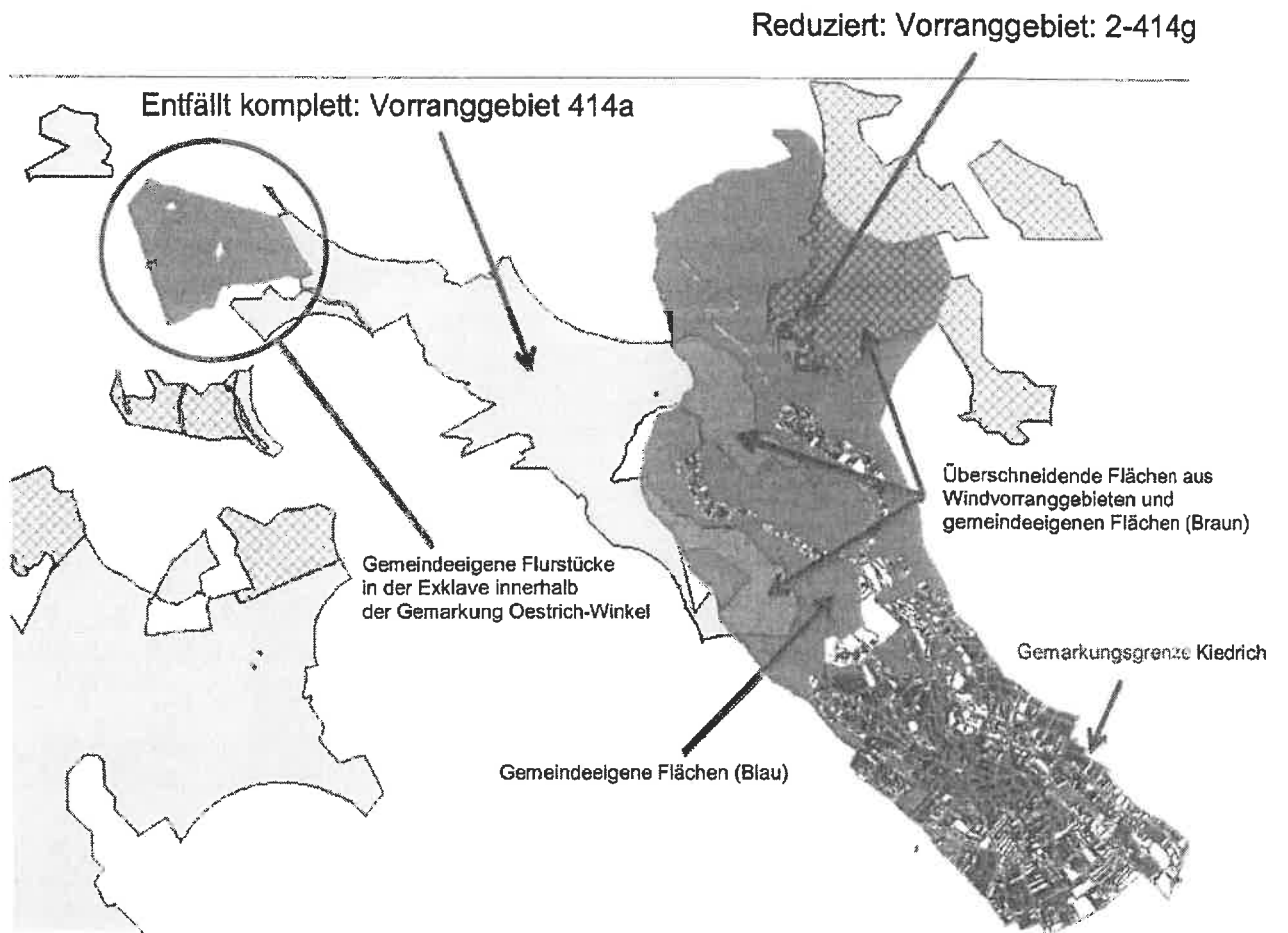 Reduziert: Vorranggebiet: 2-414g
Entfällt komplett: Vorranggebiet 414a
Überschneidende Flächen aus
Windvorranggebieten und
gemeindeeigenen Flächen (Braun)
Gemeindeeigene Flurstücke
in der Exklave innerhalb
der Gemarkung Oestrich-Winkel
Gemarkungsgrenze Kiedrich
Gemeindeeigene Flächen (Blau)